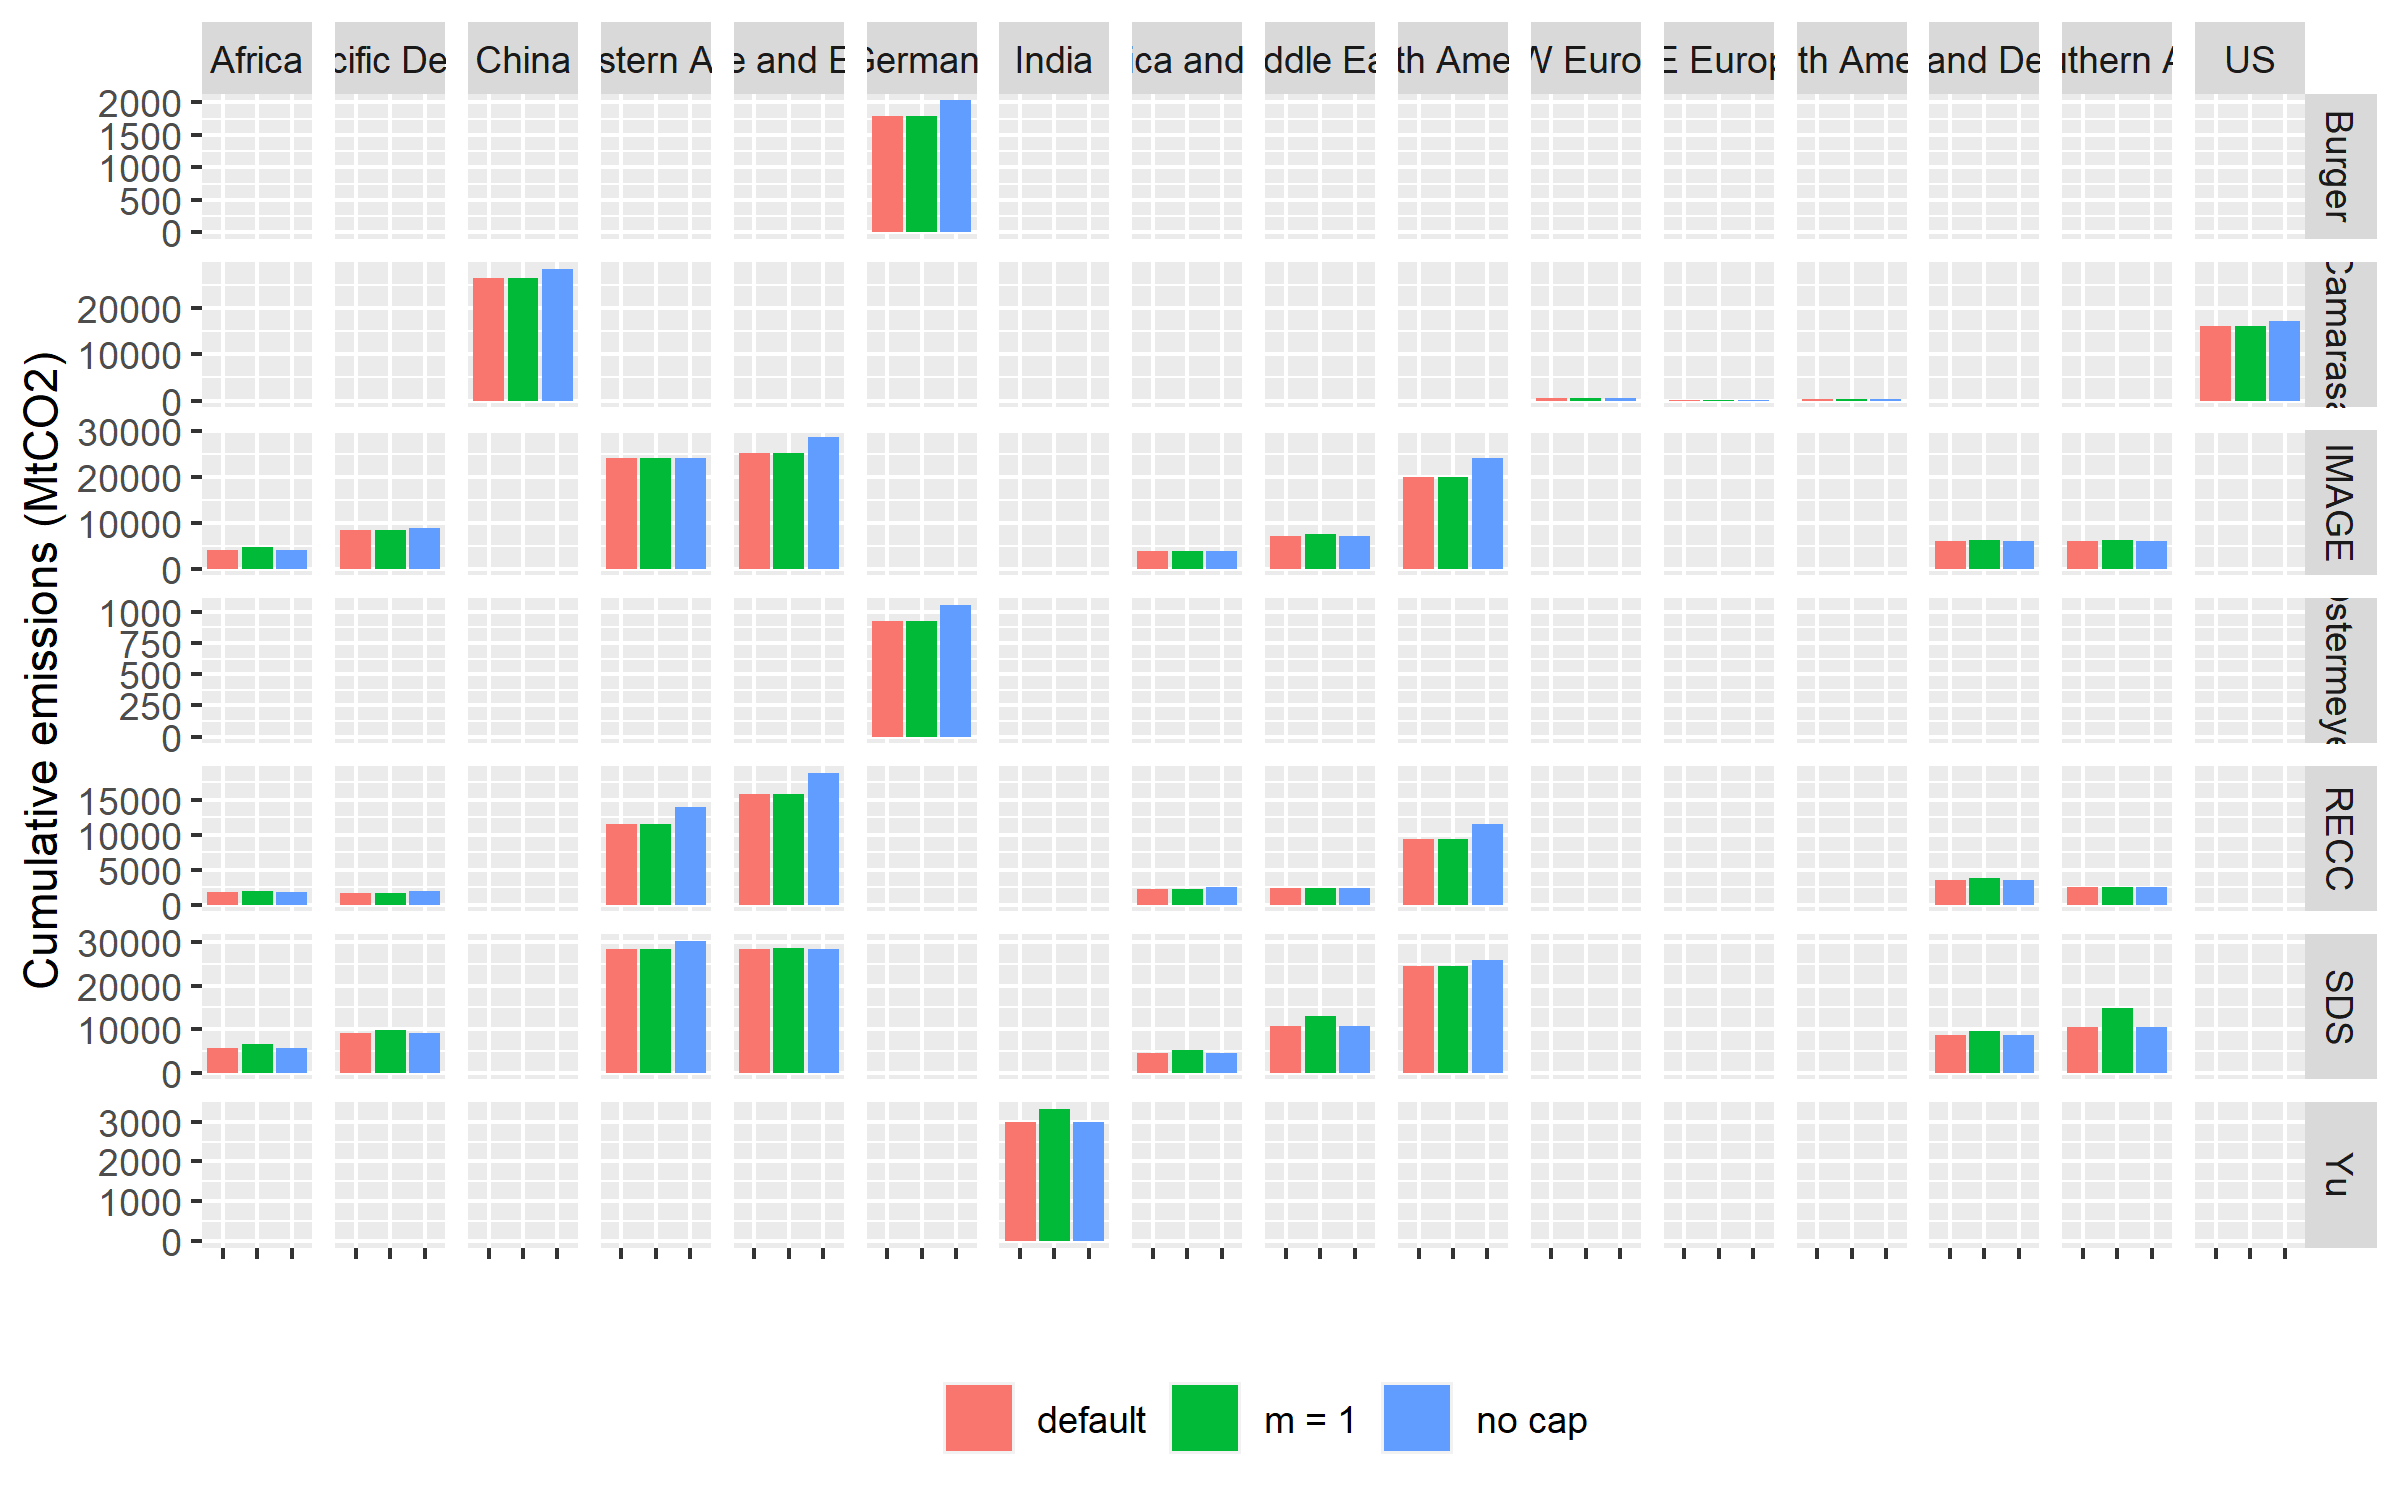 Africa
cific De
China
stern A
e and E
German
India
ica and
ddle Ea
th Ame
W Euro
E Europ
th Ame
and De
uthern A
US
Cumulative emissions (MtCO2)
2000
1500
1000
500
0
Burger
20000
10000
0
Camaras
30000
20000
10000
0
IMAGE
1000
750
500
250
0
ostermeye
15000
10000
5000
0
RECC
30000
20000
10000
0
SDS
3000
2000
1000
0
Yu
default
m = 1
no cap